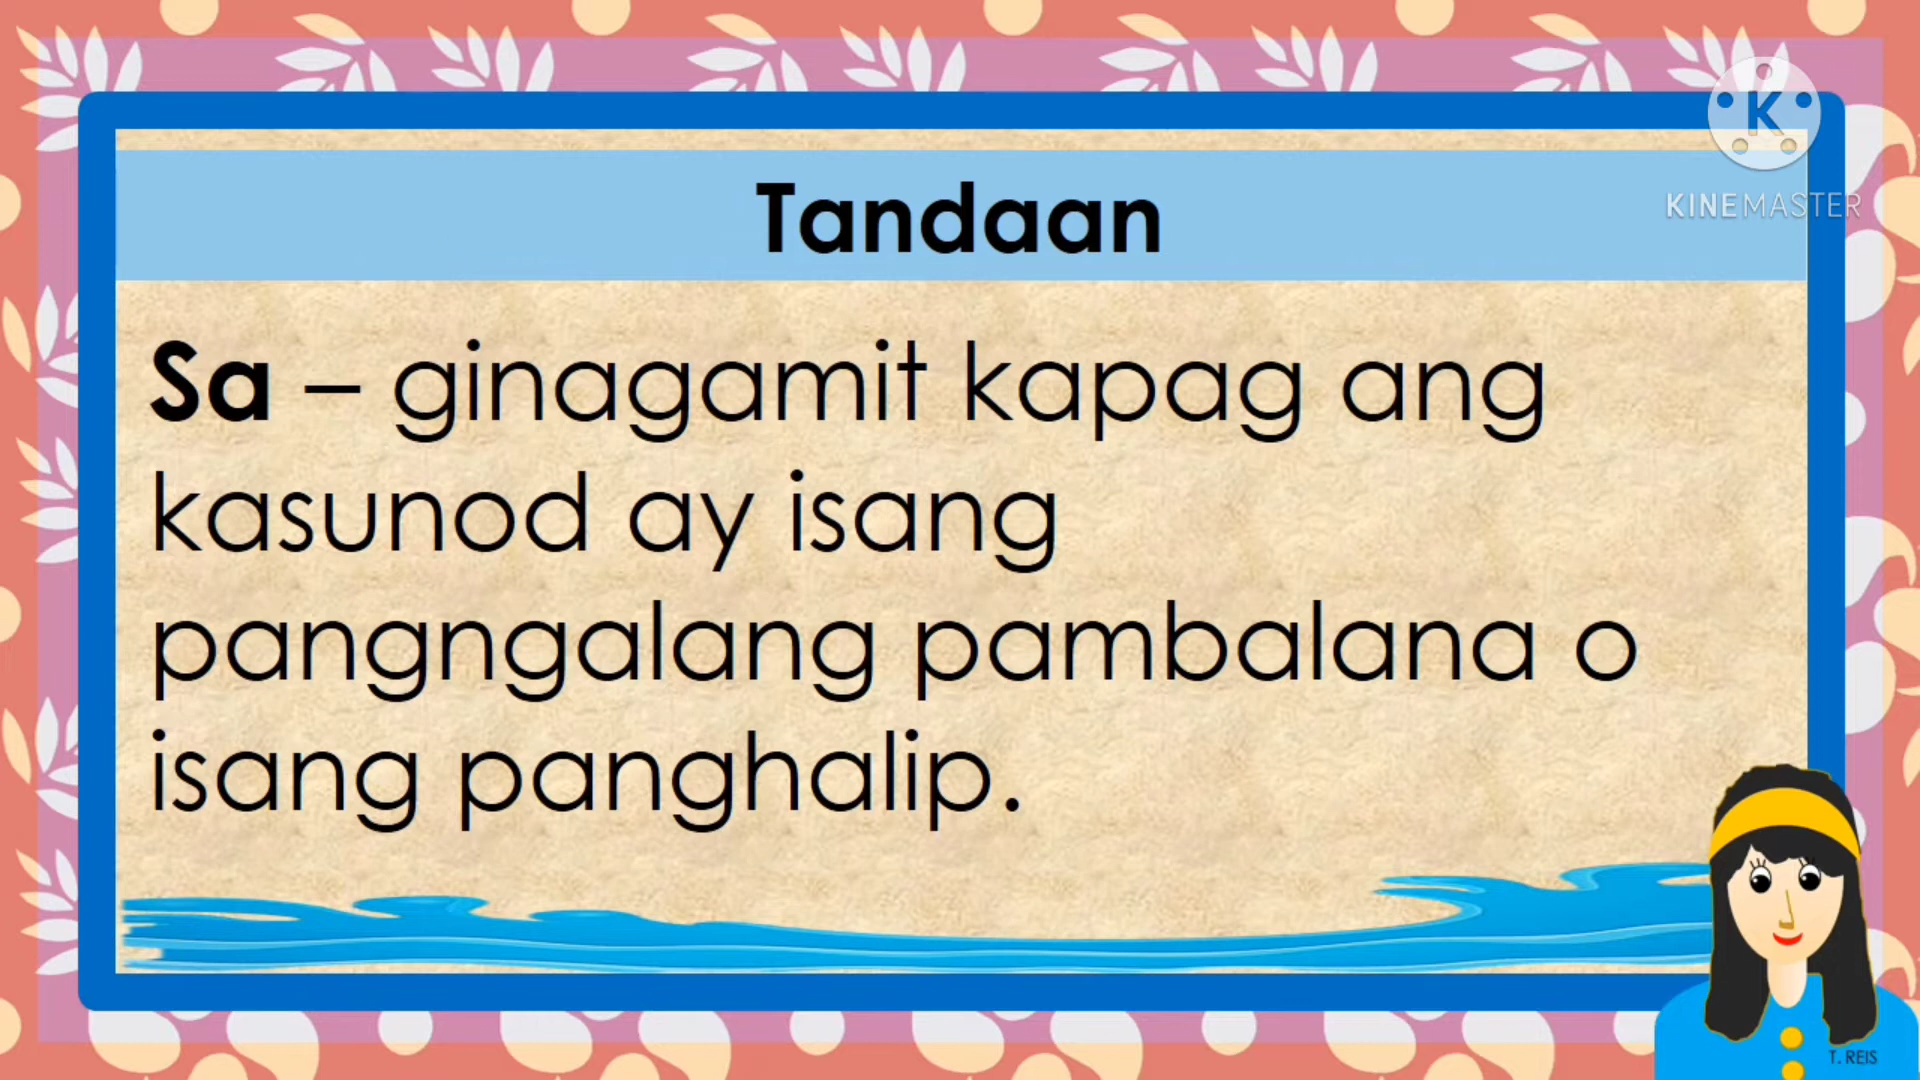 K
KINEMASTER
Tandaan
Sa – ginagamit kapag ang
kasunod ay isang
pangngalang pambalana o
isang panghalip.
T. REIS